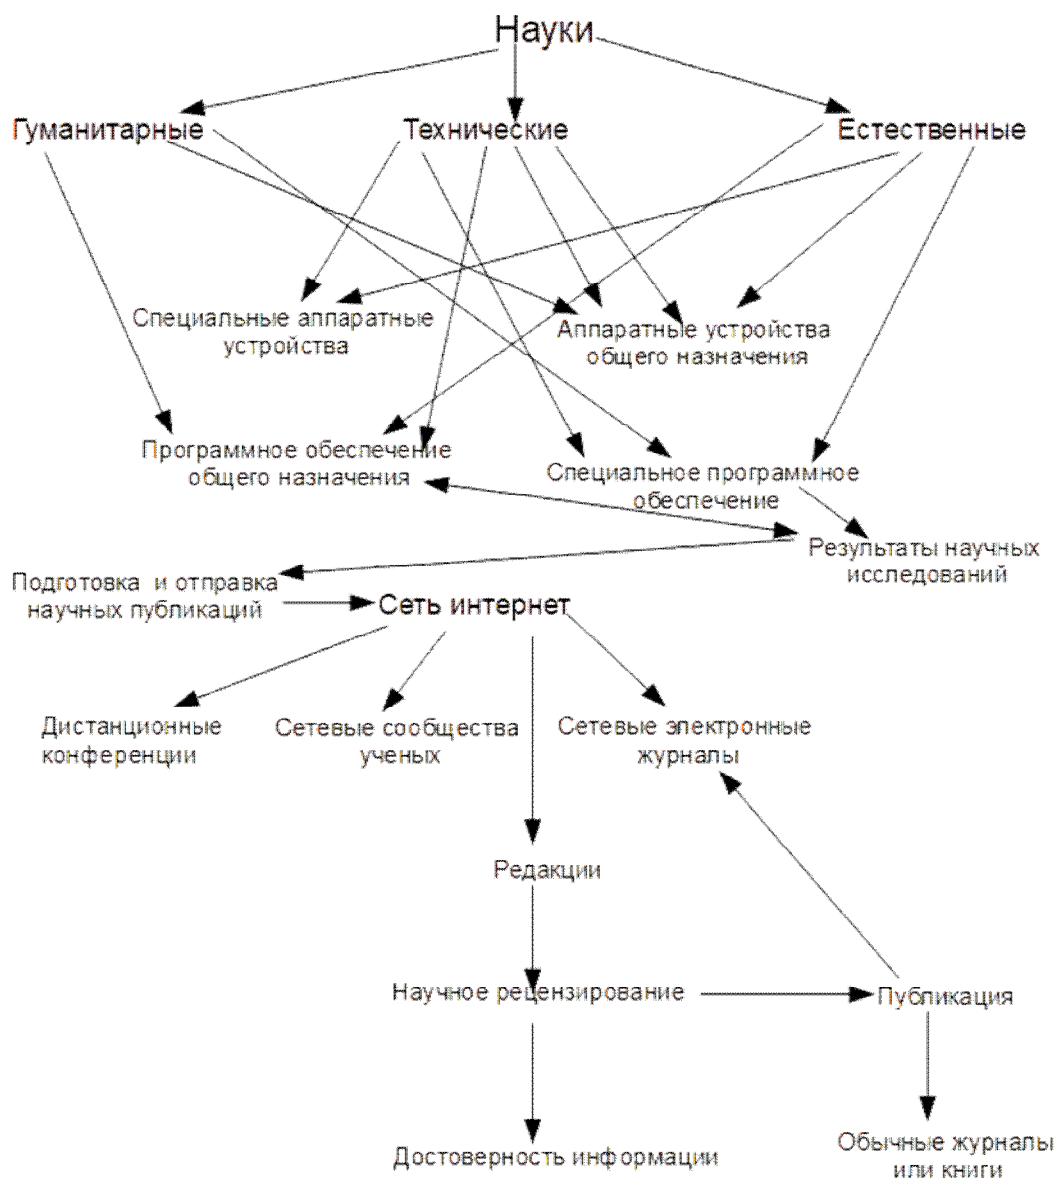 Науки
Гуманитарные
Технические
Естественные
Специальные аппаратные
устройства
Аппаратные устройства
общего назначения
Программное обеспечение
общего назначения
Специальное программное
обеспечение
Результаты научных
исследований
Подготовка и отправка
научных публикаций
Сеть интернет
Дистанционные
конференции
Сетевые сообщества
ученых
Сетевые электронные
журналы
Редакции
Научное рецензирование
Публикация
Достоверность информации
Обычные журналы
или книги